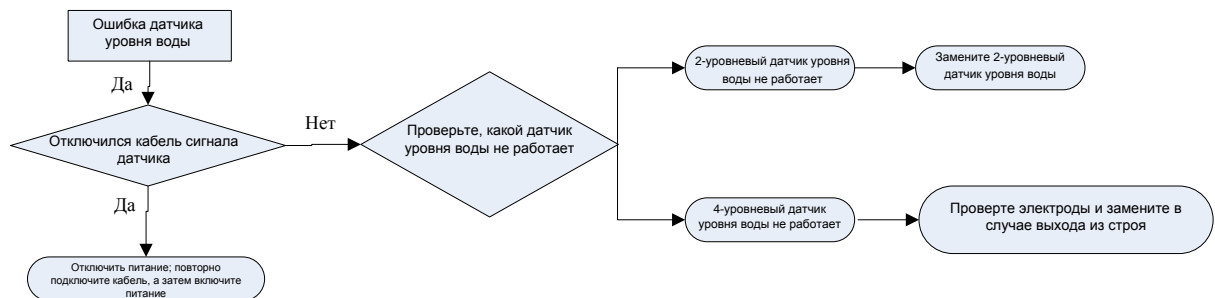 Ошибка датчика
уровня воды
Да
Отключился кабель сигнала
датчика
Нет
Да
Отключить питание; повторно
подключите кабель, а затем включите
питание
Проверьте, какой датчик
уровня воды не работает
2-уровневый датчик уровня
воды не работает
Замените 2-уровневый
датчик уровня воды
4-уровневый датчик
уровня воды не работает
Проверте электроды и замените в
случае выхода из строя